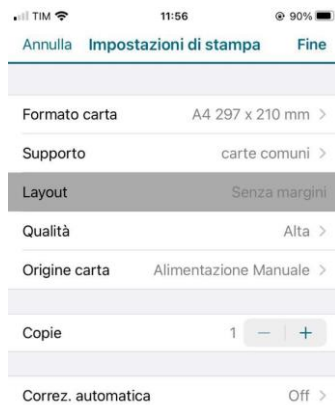 TIM 11:56 90%
Annulla Impostazioni di stampa Fine
Formato carta A4 297 x 210 mm >
Supporto carte comuni >
Layout Senza margini
Qualità Alta >
Origine carta Alimentazione Manuale >
Copie 1 − +
Correz. automatica Off >